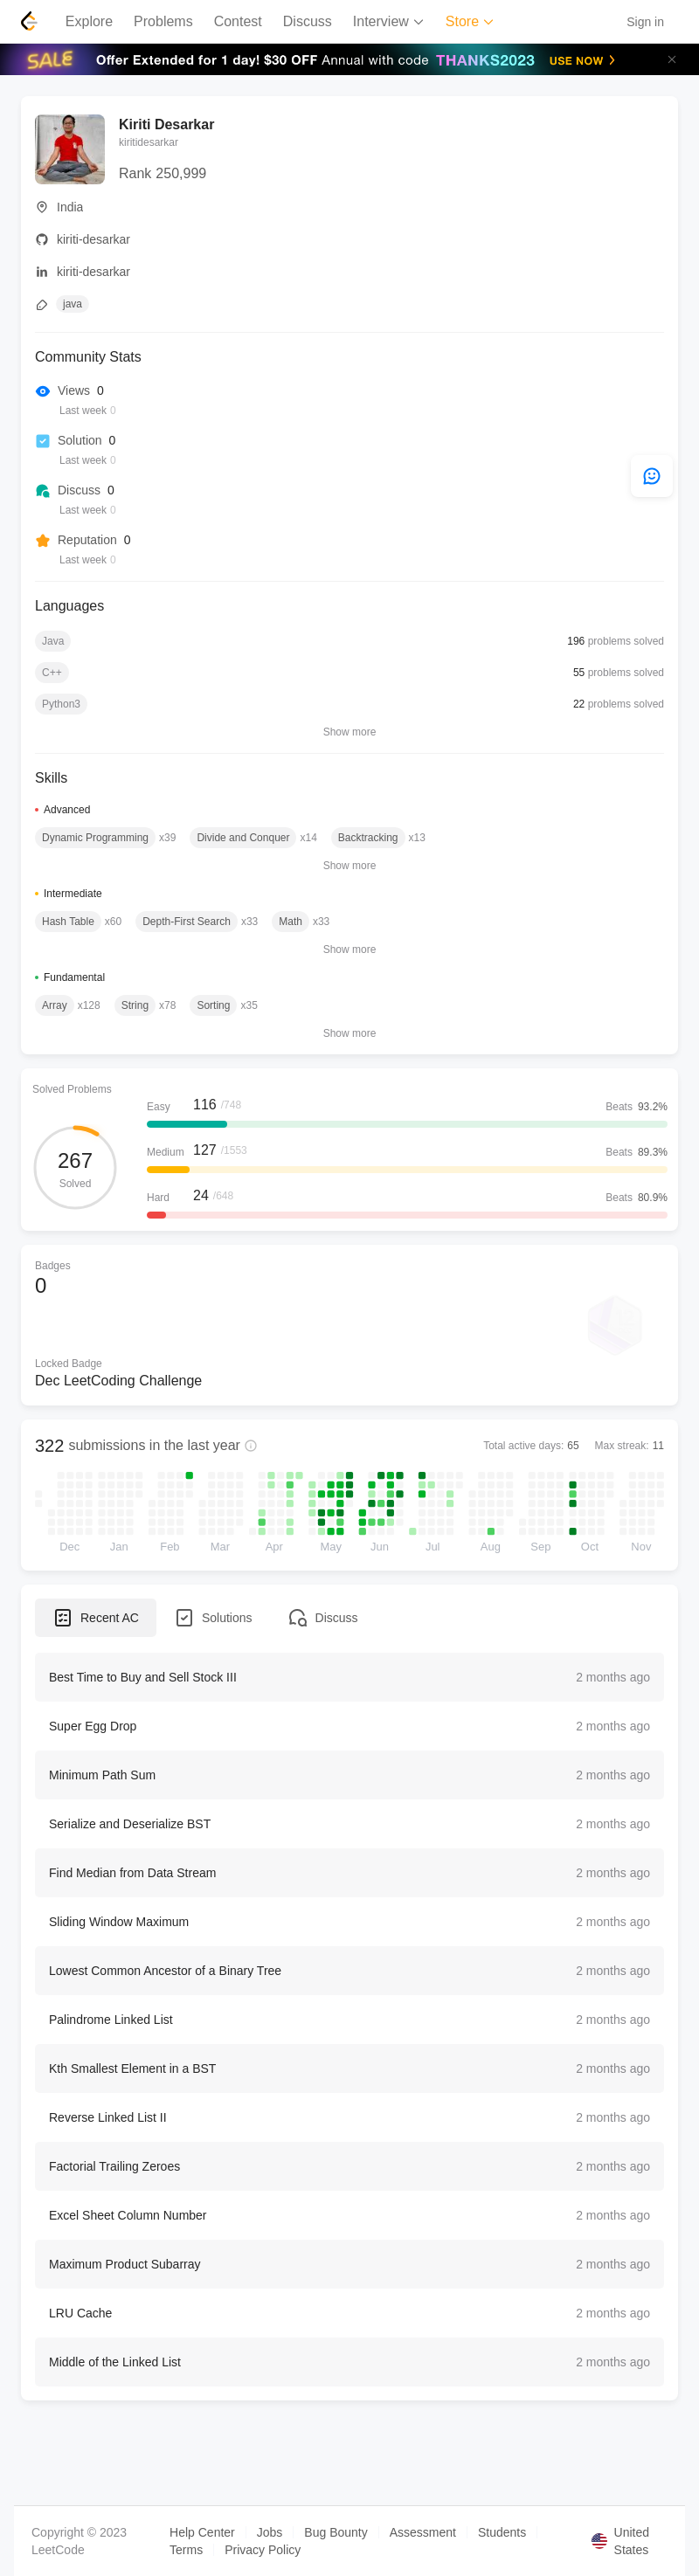 Explore Problems Contest Discuss Interview Store Sign in
SALE Offer Extended for 1 day! $30 OFF Annual with code THANKS2023 USE NOW
Kiriti Desarkar
kiritidesarkar
Rank 250,999
India
kiriti-desarkar
kiriti-desarkar
java
Community Stats
Views 0
Last week 0
Solution 0
Last week 0
Discuss 0
Last week 0
Reputation 0
Last week 0
Languages
Java 196 problems solved
C++ 55 problems solved
Python3 22 problems solved
Show more
Skills
Advanced
Dynamic Programming x39 Divide and Conquer x14 Backtracking x13
Show more
Intermediate
Hash Table x60 Depth-First Search x33 Math x33
Show more
Fundamental
Array x128 String x78 Sorting x35
Show more
Solved Problems
267
Solved
Easy 116 /748 Beats 93.2%
Medium 127 /1553 Beats 89.3%
Hard 24 /648 Beats 80.9%
Badges
0
Locked Badge
Dec LeetCoding Challenge
322 submissions in the last year Total active days: 65 Max streak: 11
Dec Jan Feb Mar Apr May Jun Jul Aug Sep Oct Nov
Recent AC Solutions Discuss
Best Time to Buy and Sell Stock III 2 months ago
Super Egg Drop 2 months ago
Minimum Path Sum 2 months ago
Serialize and Deserialize BST 2 months ago
Find Median from Data Stream 2 months ago
Sliding Window Maximum 2 months ago
Lowest Common Ancestor of a Binary Tree 2 months ago
Palindrome Linked List 2 months ago
Kth Smallest Element in a BST 2 months ago
Reverse Linked List II 2 months ago
Factorial Trailing Zeroes 2 months ago
Excel Sheet Column Number 2 months ago
Maximum Product Subarray 2 months ago
LRU Cache 2 months ago
Middle of the Linked List 2 months ago
Copyright © 2023 Help Center Jobs Bug Bounty Assessment Students United
LeetCode Terms Privacy Policy States